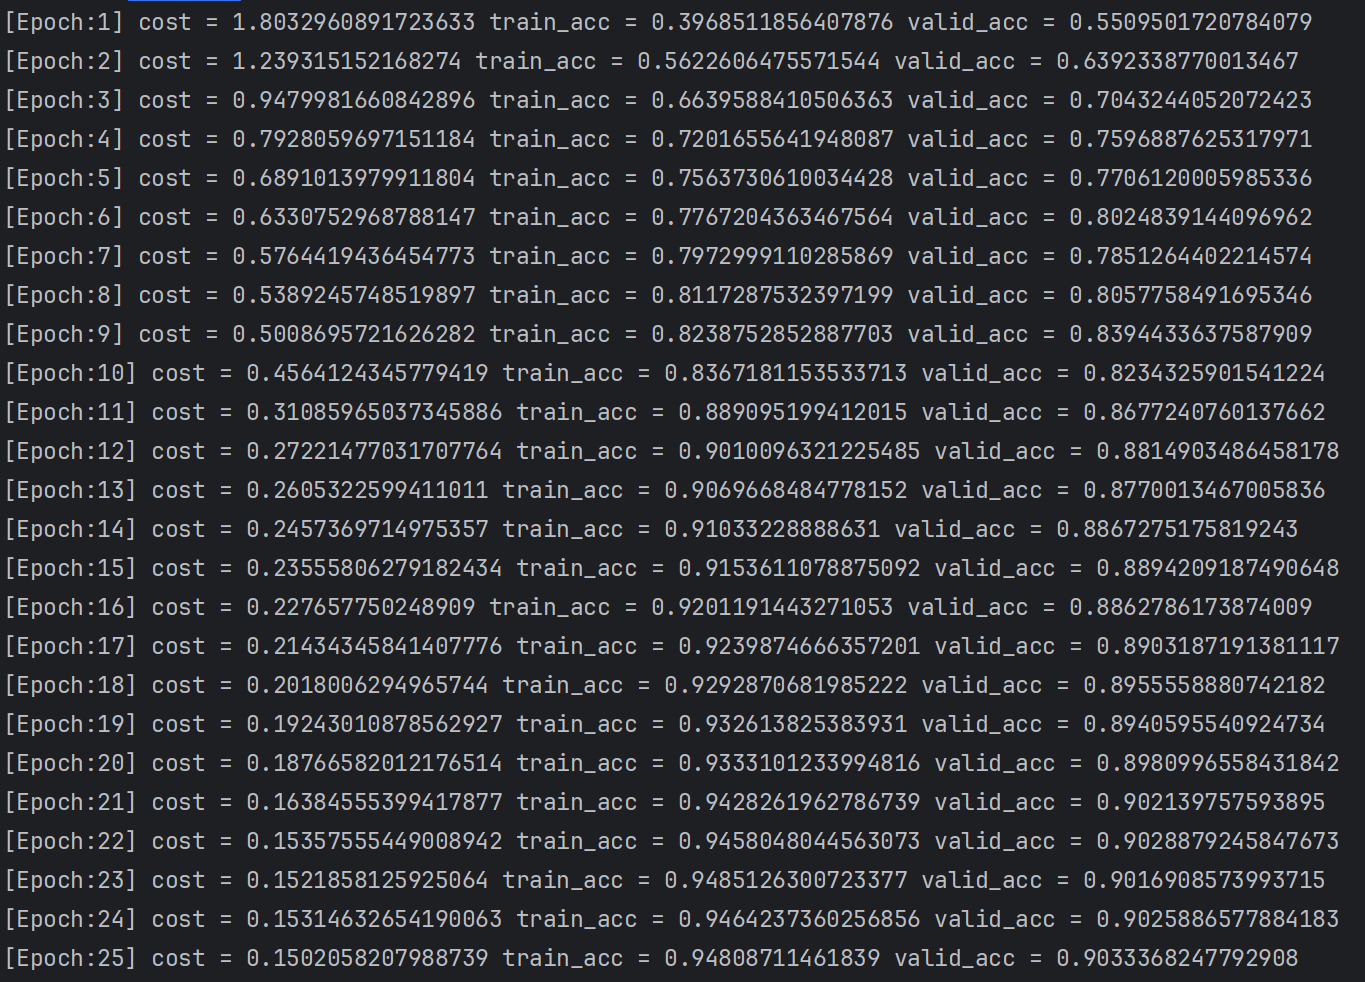 [Epoch:1] cost = 1.8032960891723633 train_acc = 0.3968511856407876 valid_acc = 0.5509501720784079
[Epoch:2] cost = 1.239315152168274 train_acc = 0.5622606475571544 valid_acc = 0.6392338770013467
[Epoch:3] cost = 0.9479981660842896 train_acc = 0.6639588410506363 valid_acc = 0.7043244052072423
[Epoch:4] cost = 0.7928059697151184 train_acc = 0.7201655641948087 valid_acc = 0.7596887625317971
[Epoch:5] cost = 0.6891013979911804 train_acc = 0.7563730610034428 valid_acc = 0.7706120005985336
[Epoch:6] cost = 0.6330752968788147 train_acc = 0.7767204363467564 valid_acc = 0.8024839144096962
[Epoch:7] cost = 0.5764419436454773 train_acc = 0.7972999110285869 valid_acc = 0.7851264402214574
[Epoch:8] cost = 0.5389245748519897 train_acc = 0.8117287532397199 valid_acc = 0.8057758491695346
[Epoch:9] cost = 0.5008695721626282 train_acc = 0.8238752852887703 valid_acc = 0.8394433637587909
[Epoch:10] cost = 0.4564124345779419 train_acc = 0.8367181153533713 valid_acc = 0.8234325901541224
[Epoch:11] cost = 0.31085965037345886 train_acc = 0.889095199412015 valid_acc = 0.8677240760137662
[Epoch:12] cost = 0.27221477031707764 train_acc = 0.9010096321225485 valid_acc = 0.8814903486458178
[Epoch:13] cost = 0.2605322599411011 train_acc = 0.9069668484778152 valid_acc = 0.8770013467005836
[Epoch:14] cost = 0.2457369714975357 train_acc = 0.91033228888631 valid_acc = 0.8867275175819243
[Epoch:15] cost = 0.23555806279182434 train_acc = 0.9153611078875092 valid_acc = 0.8894209187490648
[Epoch:16] cost = 0.227657750248909 train_acc = 0.9201191443271053 valid_acc = 0.8862786173874009
[Epoch:17] cost = 0.21434345841407776 train_acc = 0.9239874666357201 valid_acc = 0.8903187191381117
[Epoch:18] cost = 0.2018006294965744 train_acc = 0.9292870681985222 valid_acc = 0.8955558880742182
[Epoch:19] cost = 0.19243010878562927 train_acc = 0.932613825383931 valid_acc = 0.8940595540924734
[Epoch:20] cost = 0.18766582012176514 train_acc = 0.9333101233994816 valid_acc = 0.8980996558431842
[Epoch:21] cost = 0.16384555399417877 train_acc = 0.9428261962786739 valid_acc = 0.902139757593895
[Epoch:22] cost = 0.15357555449008942 train_acc = 0.9458048044563073 valid_acc = 0.9028879245847673
[Epoch:23] cost = 0.1521858125925064 train_acc = 0.9485126300723377 valid_acc = 0.9016908573993715
[Epoch:24] cost = 0.15314632654190063 train_acc = 0.9464237360256856 valid_acc = 0.9025886577884183
[Epoch:25] cost = 0.1502058207988739 train_acc = 0.94808711461839 valid_acc = 0.9033368247792908